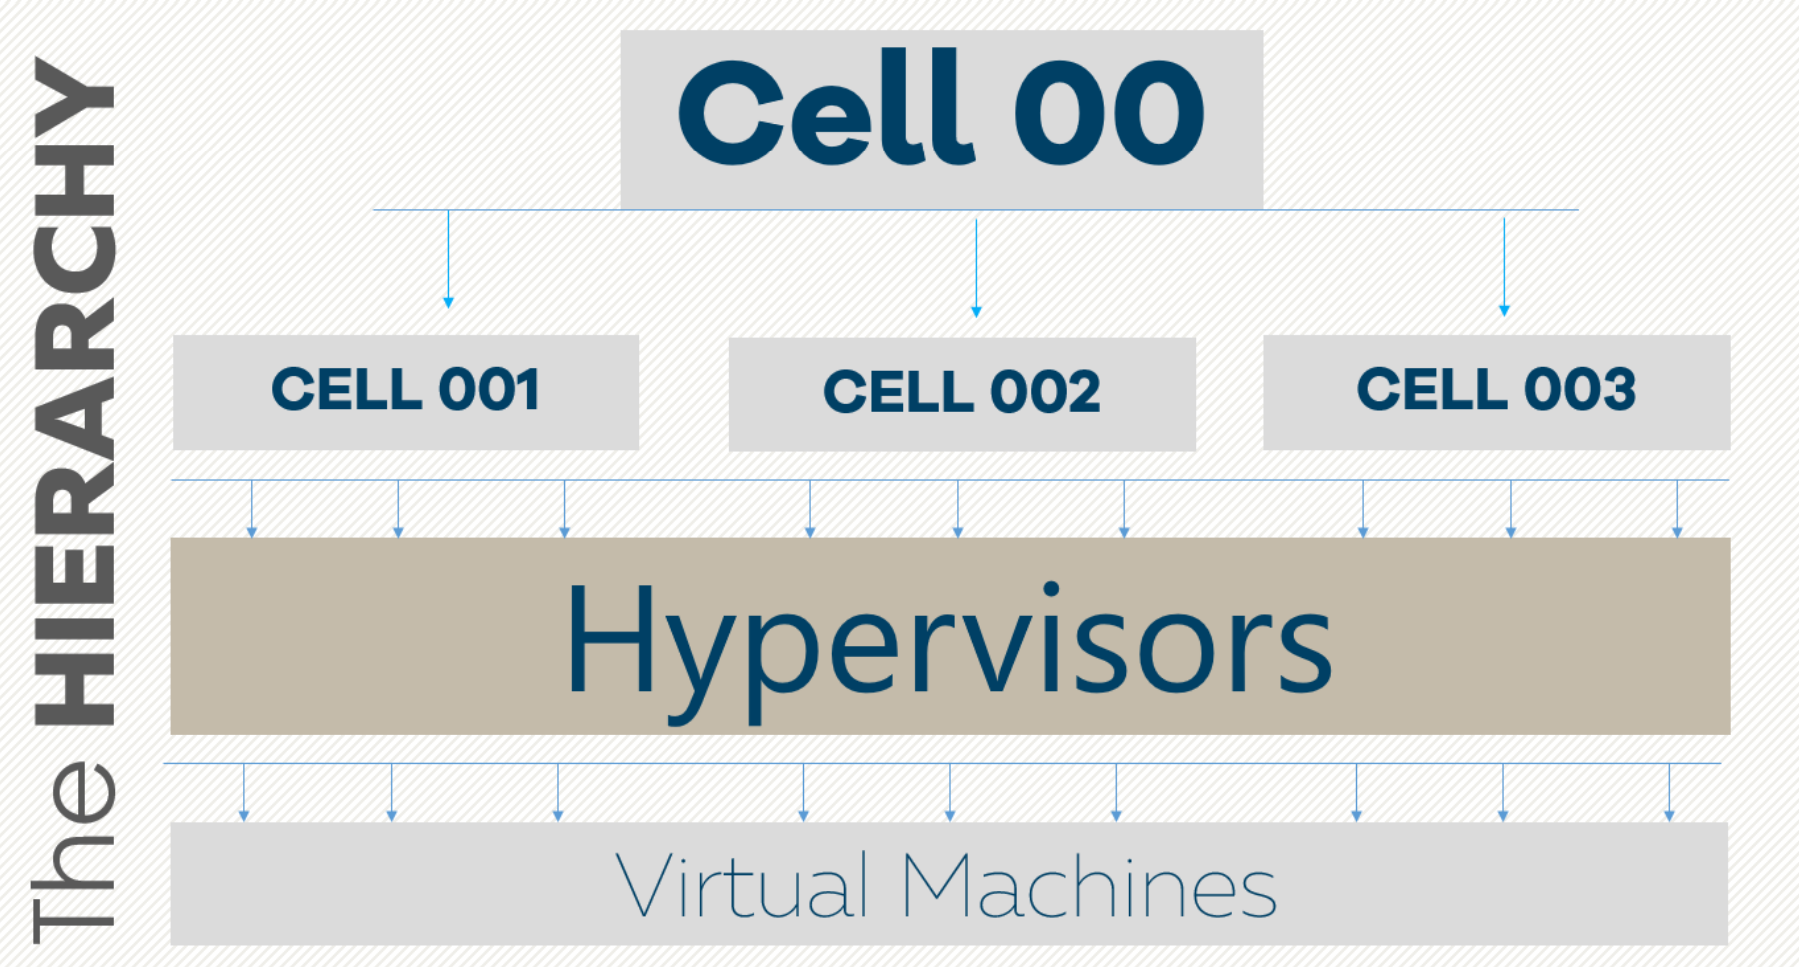 The HIERARCHY
Cell 00
CELL 001
CELL 002
CELL 003
Hypervisors
Virtual Machines